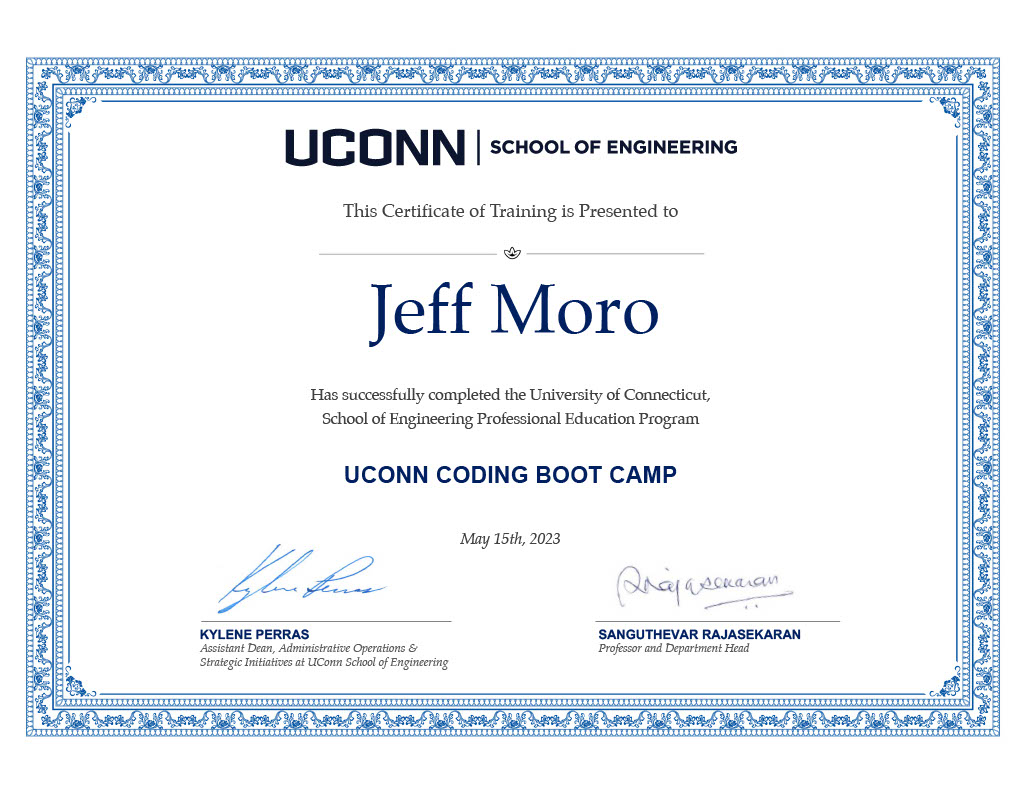 UCONN | SCHOOL OF ENGINEERING
This Certificate of Training is Presented to
Jeff Moro
Has successfully completed the University of Connecticut,
School of Engineering Professional Education Program
UCONN CODING BOOT CAMP
May 15th, 2023
Kylene Perras
Rajasekaran
KYLENE PERRAS
Assistant Dean, Administrative Operations &
Strategic Initiatives at UConn School of Engineering
SANGUTHEVAR RAJASEKARAN
Professor and Department Head